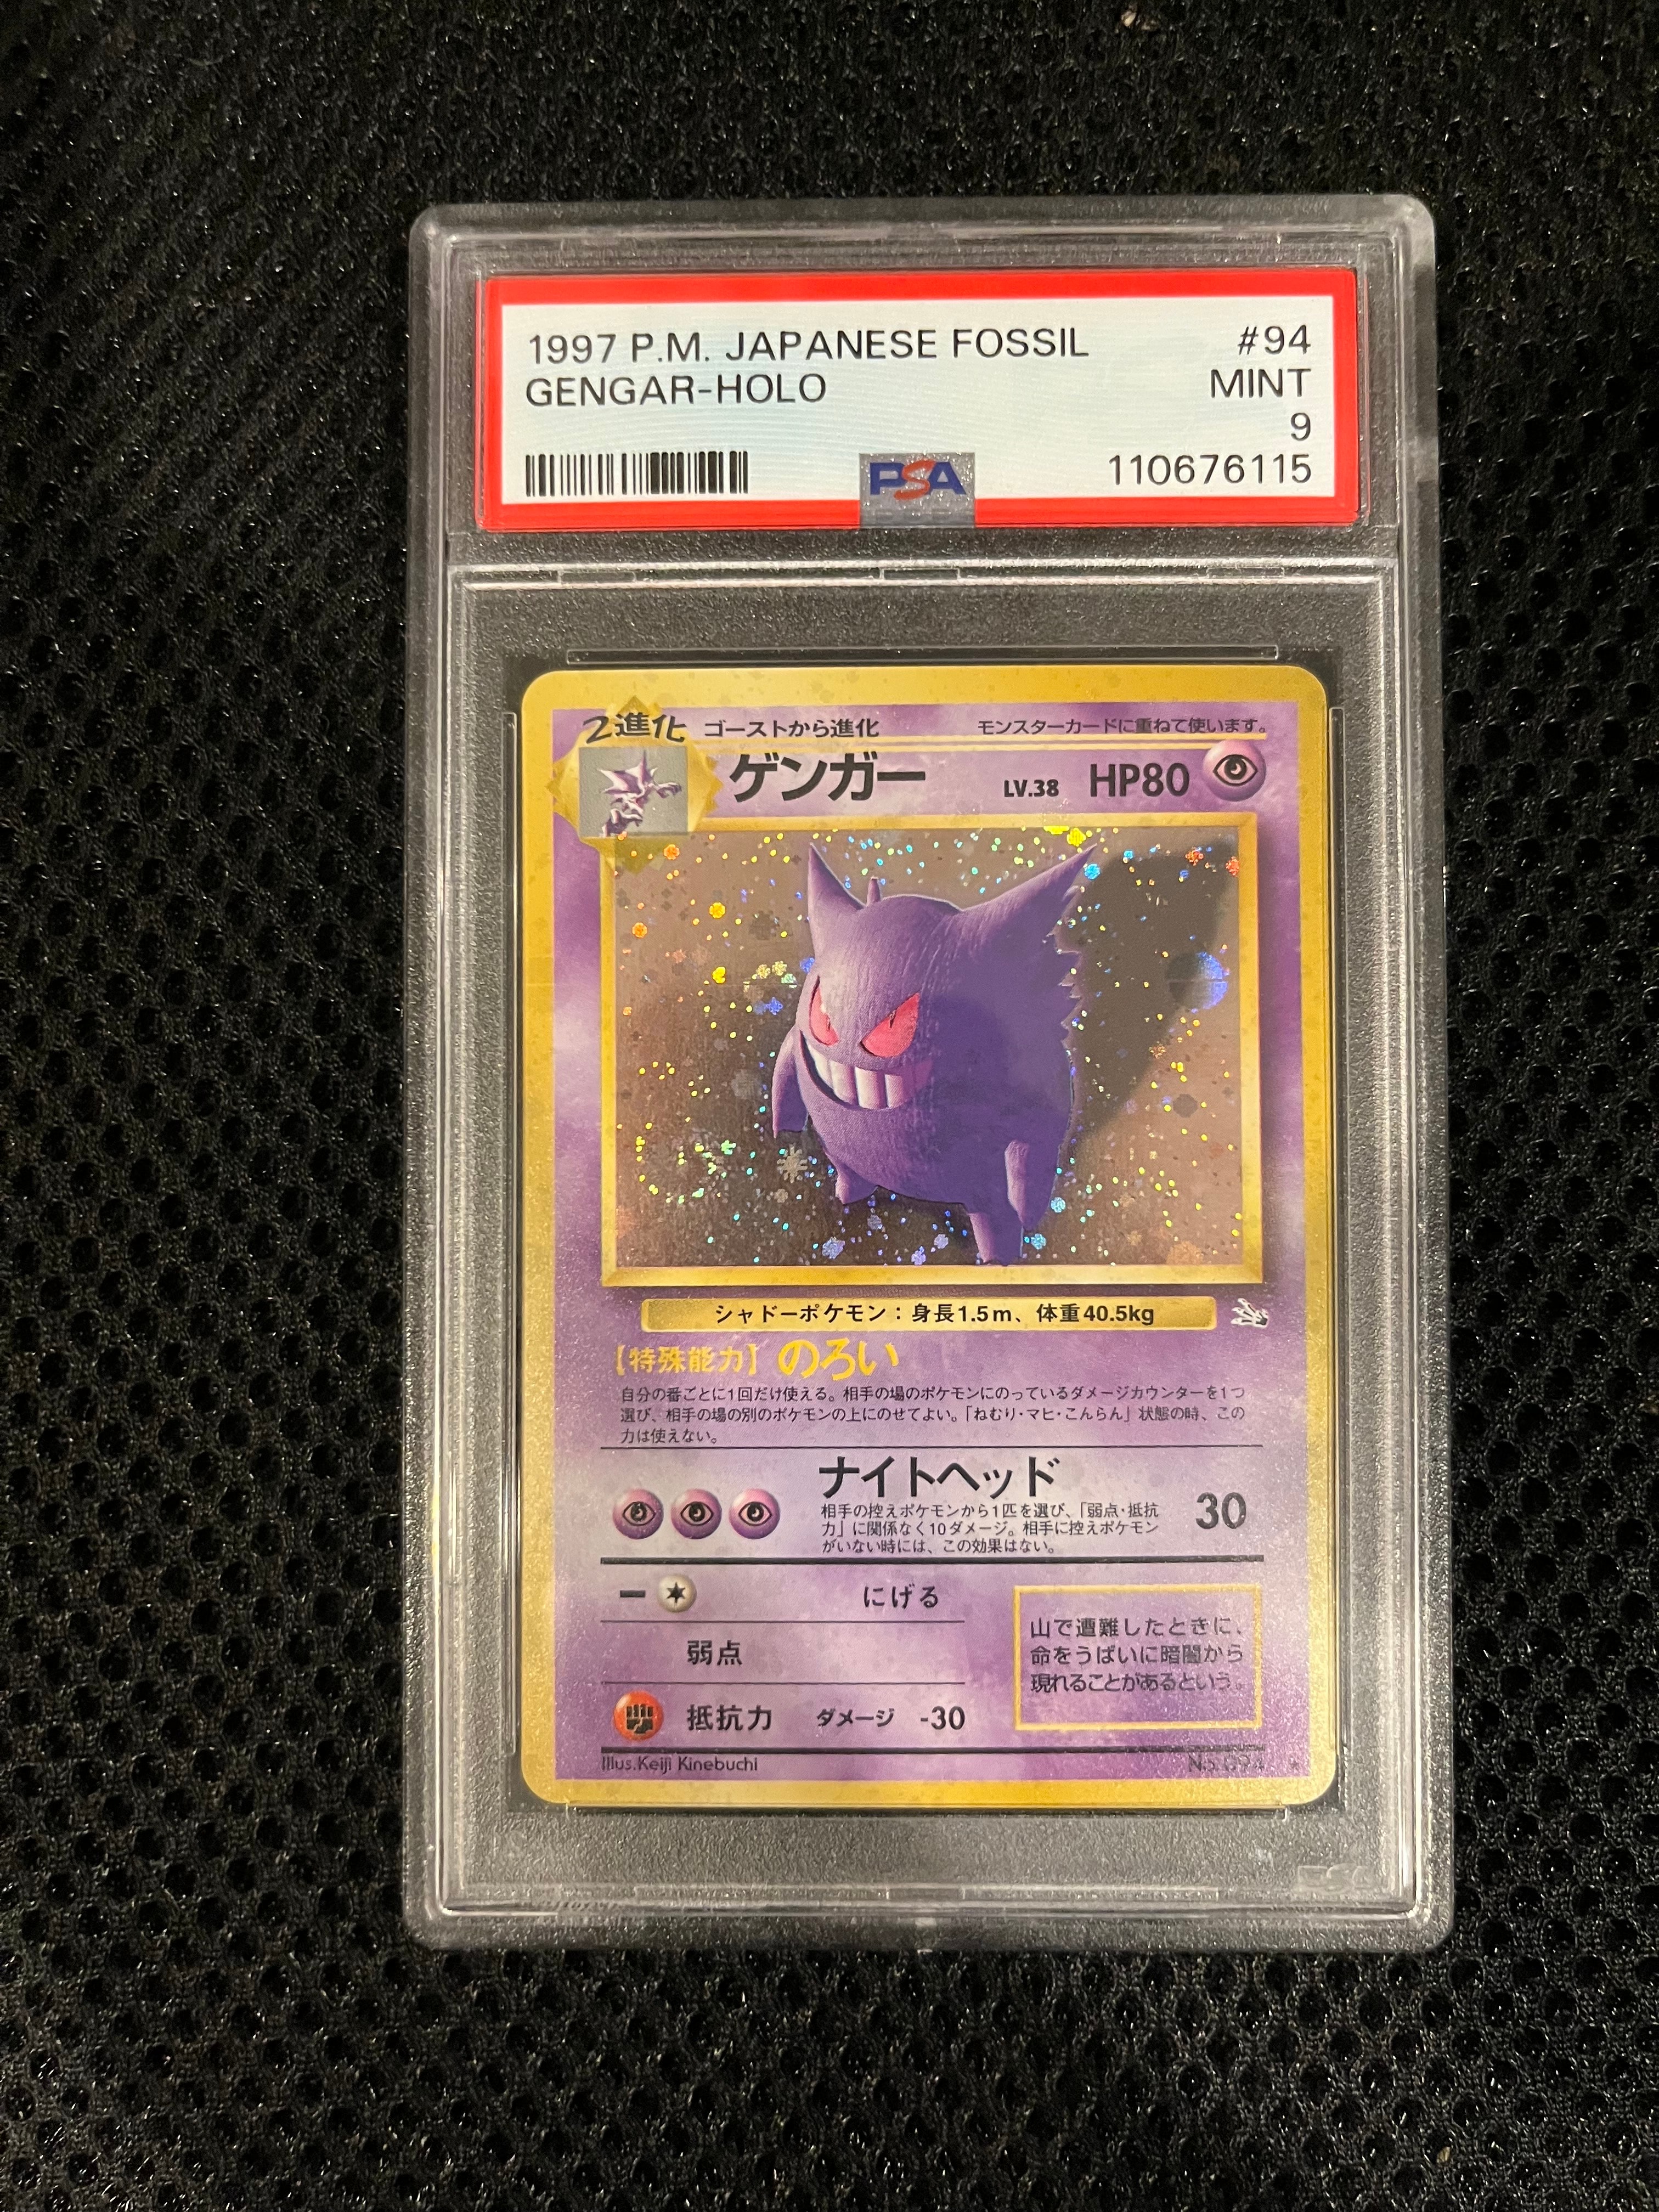 1997 P.M. JAPANESE FOSSIL #94
GENGAR-HOLO MINT
9
PSA 110676115
2進化 ゴーストから進化 モンスターカードに重ねて使います。
ゲンガー LV.38 HP80
シャドーポケモン：身長1.5m、体重40.5kg
【特殊能力】 のろい
自分の番ごとに1回だけ使える。相手の場のポケモンにのっているダメージカウンターを1つ
選び、相手の場の別のポケモンの上にのせてよい。「ねむり・マヒ・こんらん」状態の時、この
力は使えない。
ナイトヘッド
相手の控えポケモンから1匹を選び、「弱点・抵抗
力」に関係なく10ダメージ。相手に控えポケモン
がいない時には、この効果はない。
30
ー にげる
弱点
抵抗力 ダメージ -30
山で遭難したときに、
命をうばいに暗闇から
現れることがあるという。
Illus.Keiji Kinebuchi No.094